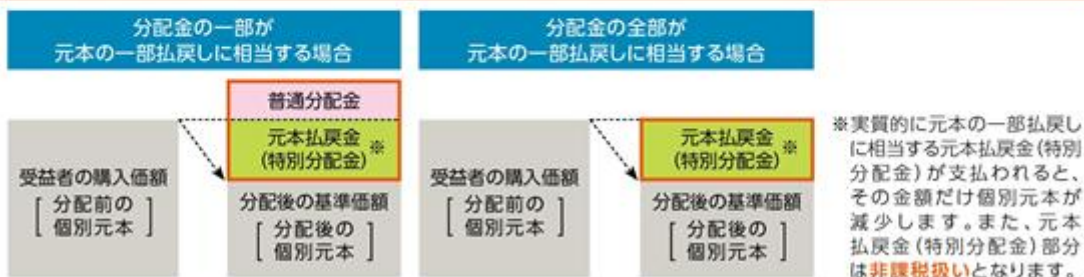 分配金の一部が
元本の一部払戻しに相当する場合
普通分配金
元本払戻金
(特別分配金)
※
受益者の購入価額
分配前の
個別元本
分配後の基準価額
分配後の
個別元本
分配金の全部が
元本の一部払戻しに相当する場合
元本払戻金
(特別分配金)
※
受益者の購入価額
分配前の
個別元本
分配後の基準価額
分配後の
個別元本
※実質的に元本の一部払戻し
に相当する元本払戻金(特別
分配金)が支払われると、
その金額だけ個別元本が
減少します。また、元本
払戻金(特別分配金)部分
は非課税扱いとなります。